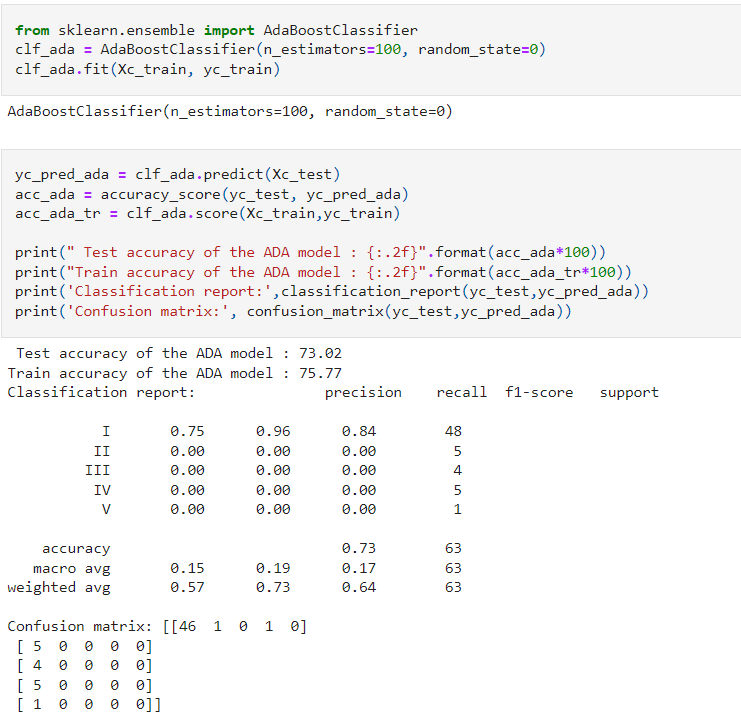 from sklearn.ensemble import AdaBoostClassifier
clf_ada = AdaBoostClassifier(n_estimators=100, random_state=0)
clf_ada.fit(Xc_train, yc_train)
AdaBoostClassifier(n_estimators=100, random_state=0)
yc_pred_ada = clf_ada.predict(Xc_test)
acc_ada = accuracy_score(yc_test, yc_pred_ada)
acc_ada_tr = clf_ada.score(Xc_train,yc_train)
print(" Test accuracy of the ADA model : {:.2f}".format(acc_ada*100))
print("Train accuracy of the ADA model : {:.2f}".format(acc_ada_tr*100))
print('Classification report:',classification_report(yc_test,yc_pred_ada))
print('Confusion matrix:', confusion_matrix(yc_test,yc_pred_ada))
 Test accuracy of the ADA model : 73.02
Train accuracy of the ADA model : 75.77
Classification report:               precision    recall  f1-score   support
           I       0.75      0.96      0.84        48
          II       0.00      0.00      0.00         5
         III       0.00      0.00      0.00         4
          IV       0.00      0.00      0.00         5
           V       0.00      0.00      0.00         1
    accuracy                           0.73        63
   macro avg       0.15      0.19      0.17        63
weighted avg       0.57      0.73      0.64        63
Confusion matrix: [[46  1  0  1  0]
 [ 5  0  0  0  0]
 [ 4  0  0  0  0]
 [ 5  0  0  0  0]
 [ 1  0  0  0  0]]